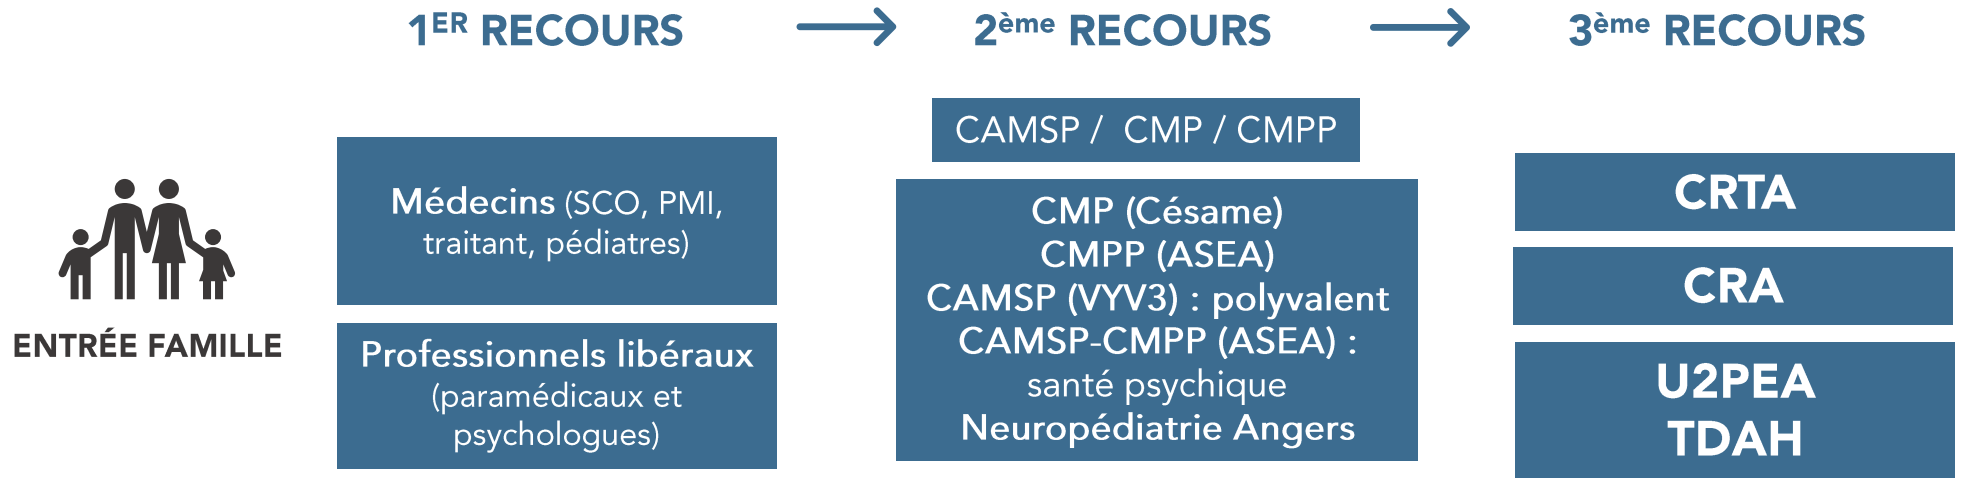 1ER RECOURS
2ème RECOURS
3ème RECOURS
ENTRÉE FAMILLE
Médecins (SCO, PMI,
traitant, pédiatres)
Professionnels libéraux
(paramédicaux et
psychologues)
CAMSP / CMP / CMPP
CMP (Césame)
CMPP (ASEA)
CAMSP (VYV3) : polyvalent
CAMSP-CMPP (ASEA) :
santé psychique
Neuropédiatrie Angers
CRTA
CRA
U2PEA
TDAH